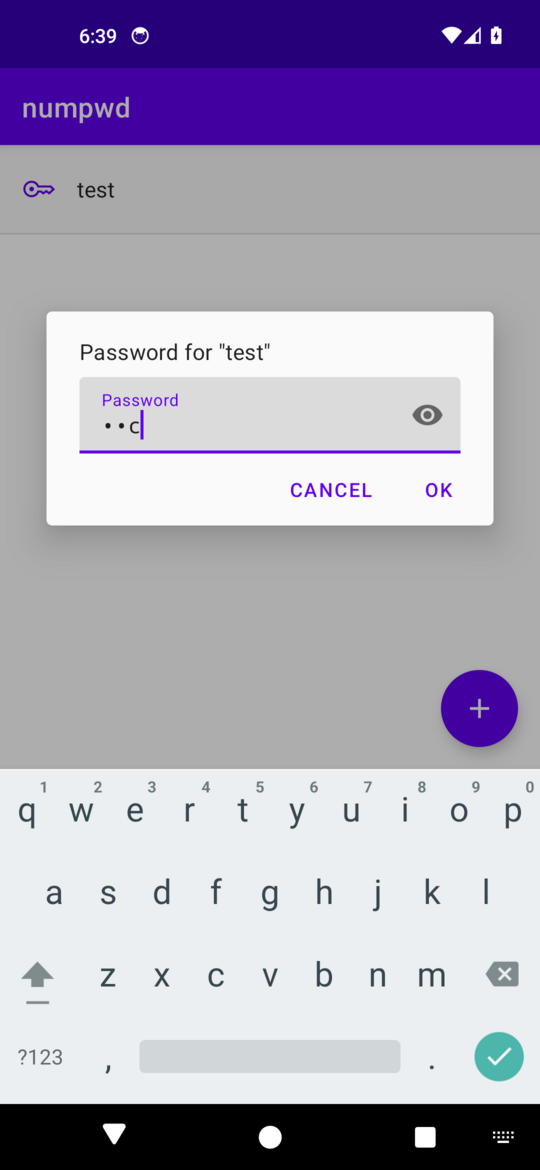 6:39
numpwd
test
Password for "test"
Password
••c
CANCEL OK
+
1 2 3 4 5 6 7 8 9 0
q w e r t y u i o p
a s d f g h j k l
z x c v b n m
?123 , .